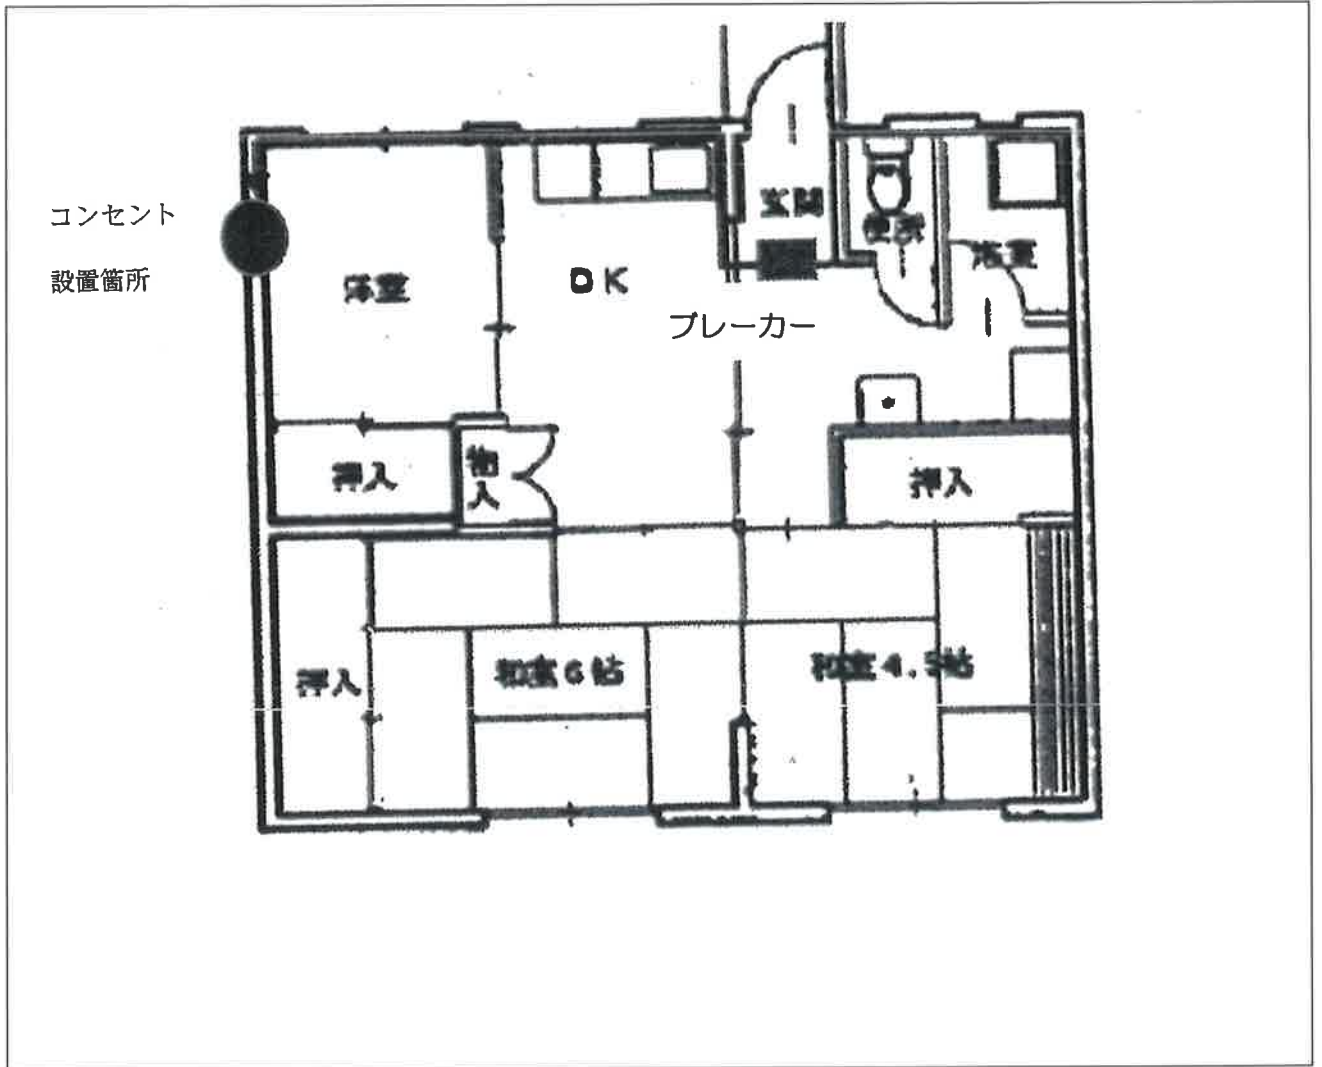 コンセント
設置箇所
玄関
便所
浴室
洋室
DK
ブレーカー
押入
物入
押入
押入
和室6帖
和室4.5帖